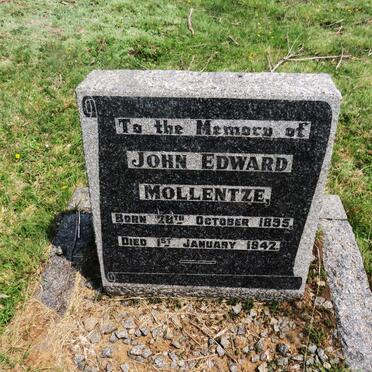 To the Memory of
JOHN EDWARD
MOLLENTZE,
BORN 28TH OCTOBER 1895,
DIED 1ST JANUARY 1942.